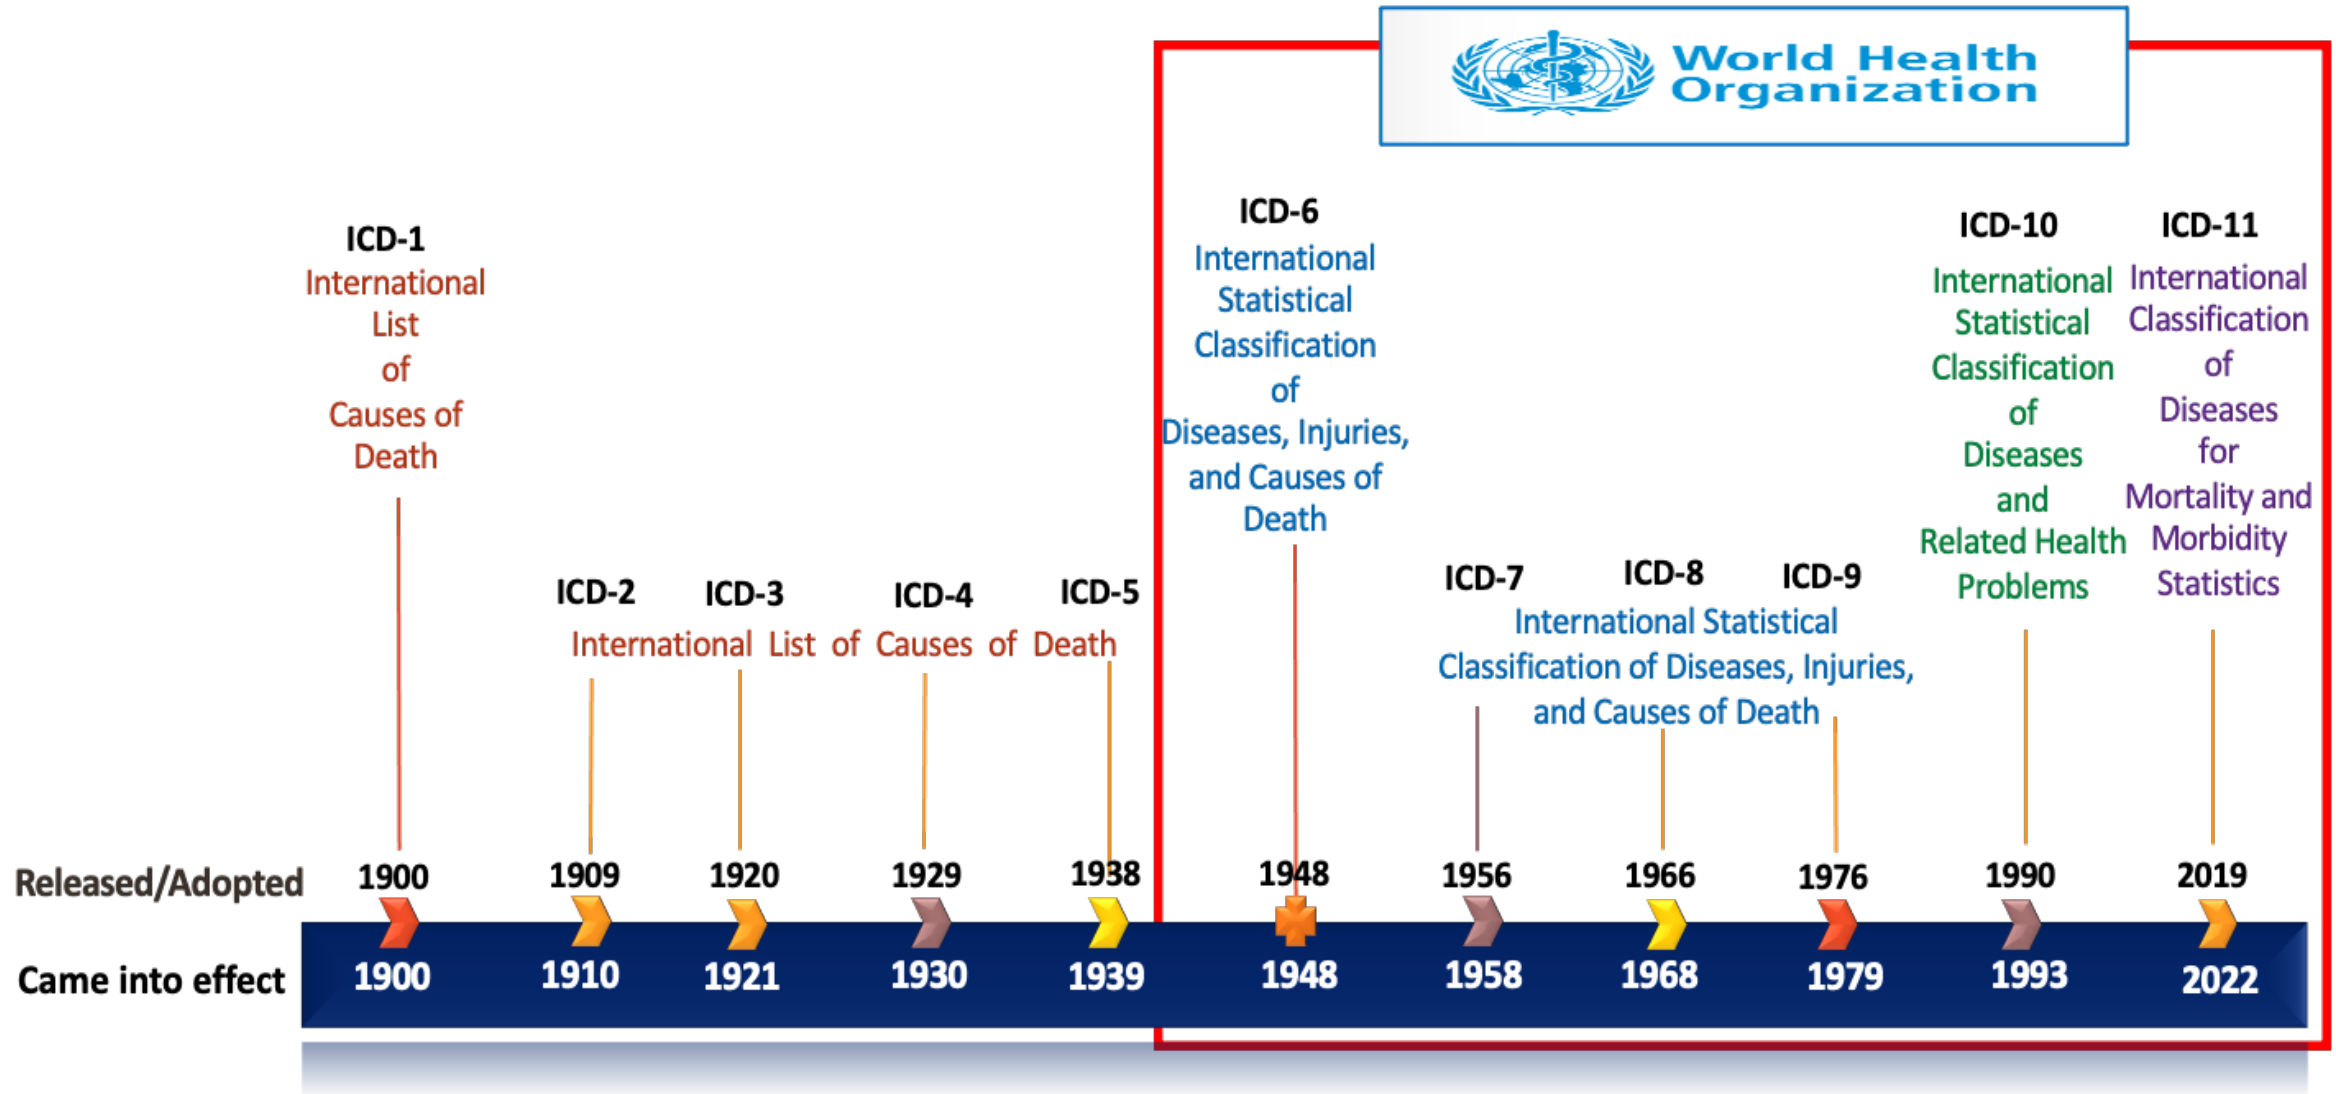 World Health
Organization
ICD-1
International
List
of
Causes of
Death
ICD-2
ICD-3
ICD-4
ICD-5
International List of Causes of Death
ICD-6
International
Statistical
Classification
of
Diseases, Injuries,
and Causes of
Death
ICD-7
ICD-8
ICD-9
International Statistical
Classification of Diseases, Injuries,
and Causes of Death
ICD-10
International
Statistical
Classification
of
Diseases
and
Related Health
Problems
ICD-11
International
Classification
of
Diseases
for
Mortality and
Morbidity
Statistics
Released/Adopted 1900 1909 1920 1929 1938 1948 1956 1966 1976 1990 2019
Came into effect 1900 1910 1921 1930 1939 1948 1958 1968 1979 1993 2022